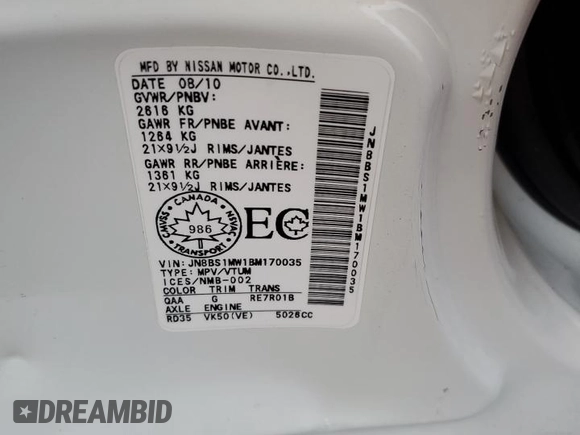 MFD BY NISSAN MOTOR CO.,LTD.
DATE 08/10
GVWR/PNBV:
2616 KG
GAWR FR/PNBE AVANT:
1264 KG
21×9½J RIMS/JANTES
GAWR RR/PNBE ARRIÈRE:
1361 KG
21×9½J RIMS/JANTES
CANADA
CMVSS NSVAC
986
TRANSPORT
EC
VIN: JN8BS1MW1BM170035
TYPE: MPV/VTUM
ICES/NMB-002
COLOR TRIM TRANS
QAA G RE7R01B
AXLE ENGINE
RD35 VK50(VE) 5026CC
JN8BS1MW1BM170035
DREAMBID